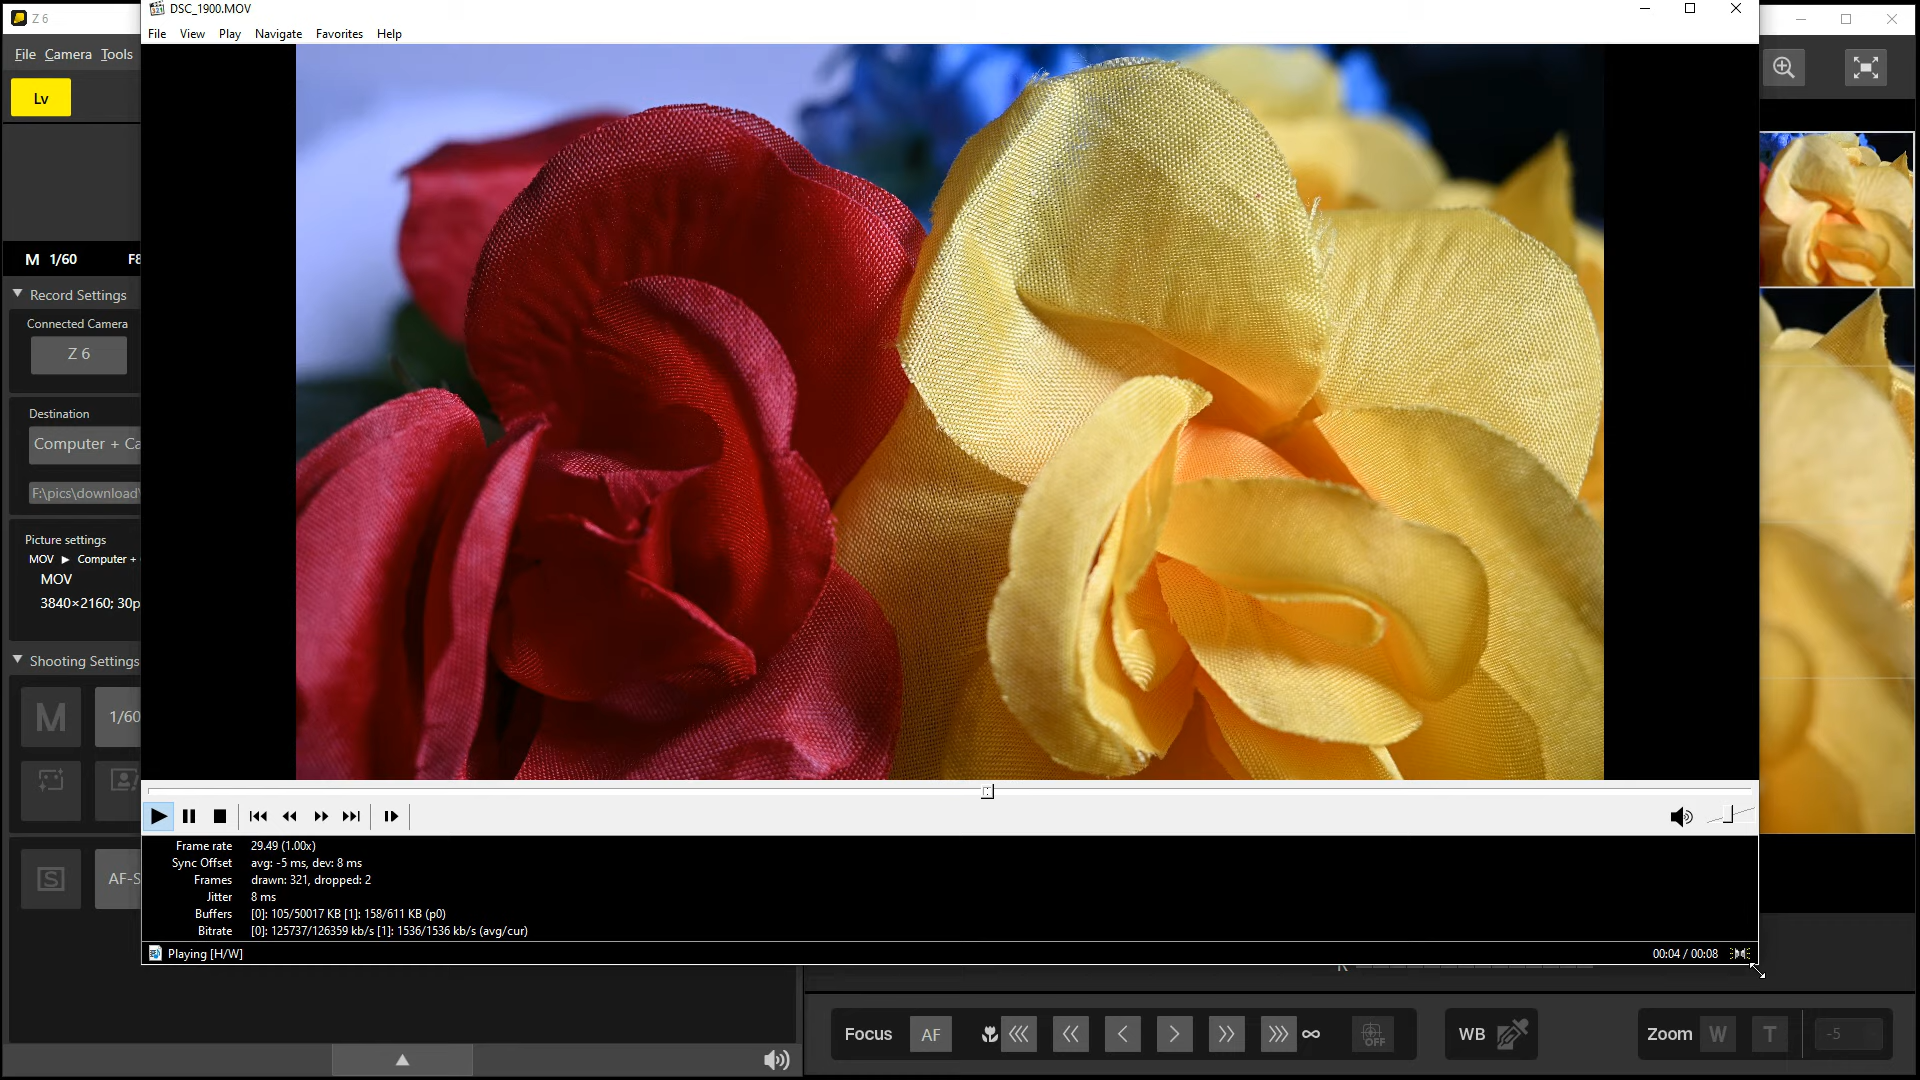 Z 6
DSC_1900.MOV
File Camera Tools
File View Play Navigate Favorites Help
Lv
M 1/60 F8
Record Settings
Connected Camera
Z 6
Destination
Computer + Ca
F:\pics\download\
Picture settings
MOV ▶ Computer +
MOV
3840×2160; 30p
Shooting Settings
M 1/60
S AF-S
Frame rate 29.49 (1.00x)
Sync Offset avg: -5 ms, dev: 8 ms
Frames drawn: 321, dropped: 2
Jitter 8 ms
Buffers [0]: 105/50017 KB [1]: 158/611 KB (p0)
Bitrate [0]: 125737/126359 kb/s [1]: 1536/1536 kb/s (avg/cur)
Playing [H/W] 00:04 / 00:08
Focus AF ∞ OFF WB Zoom W T -5